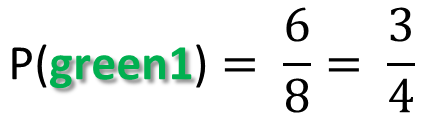 P(green1) = 6/8 = 3/4